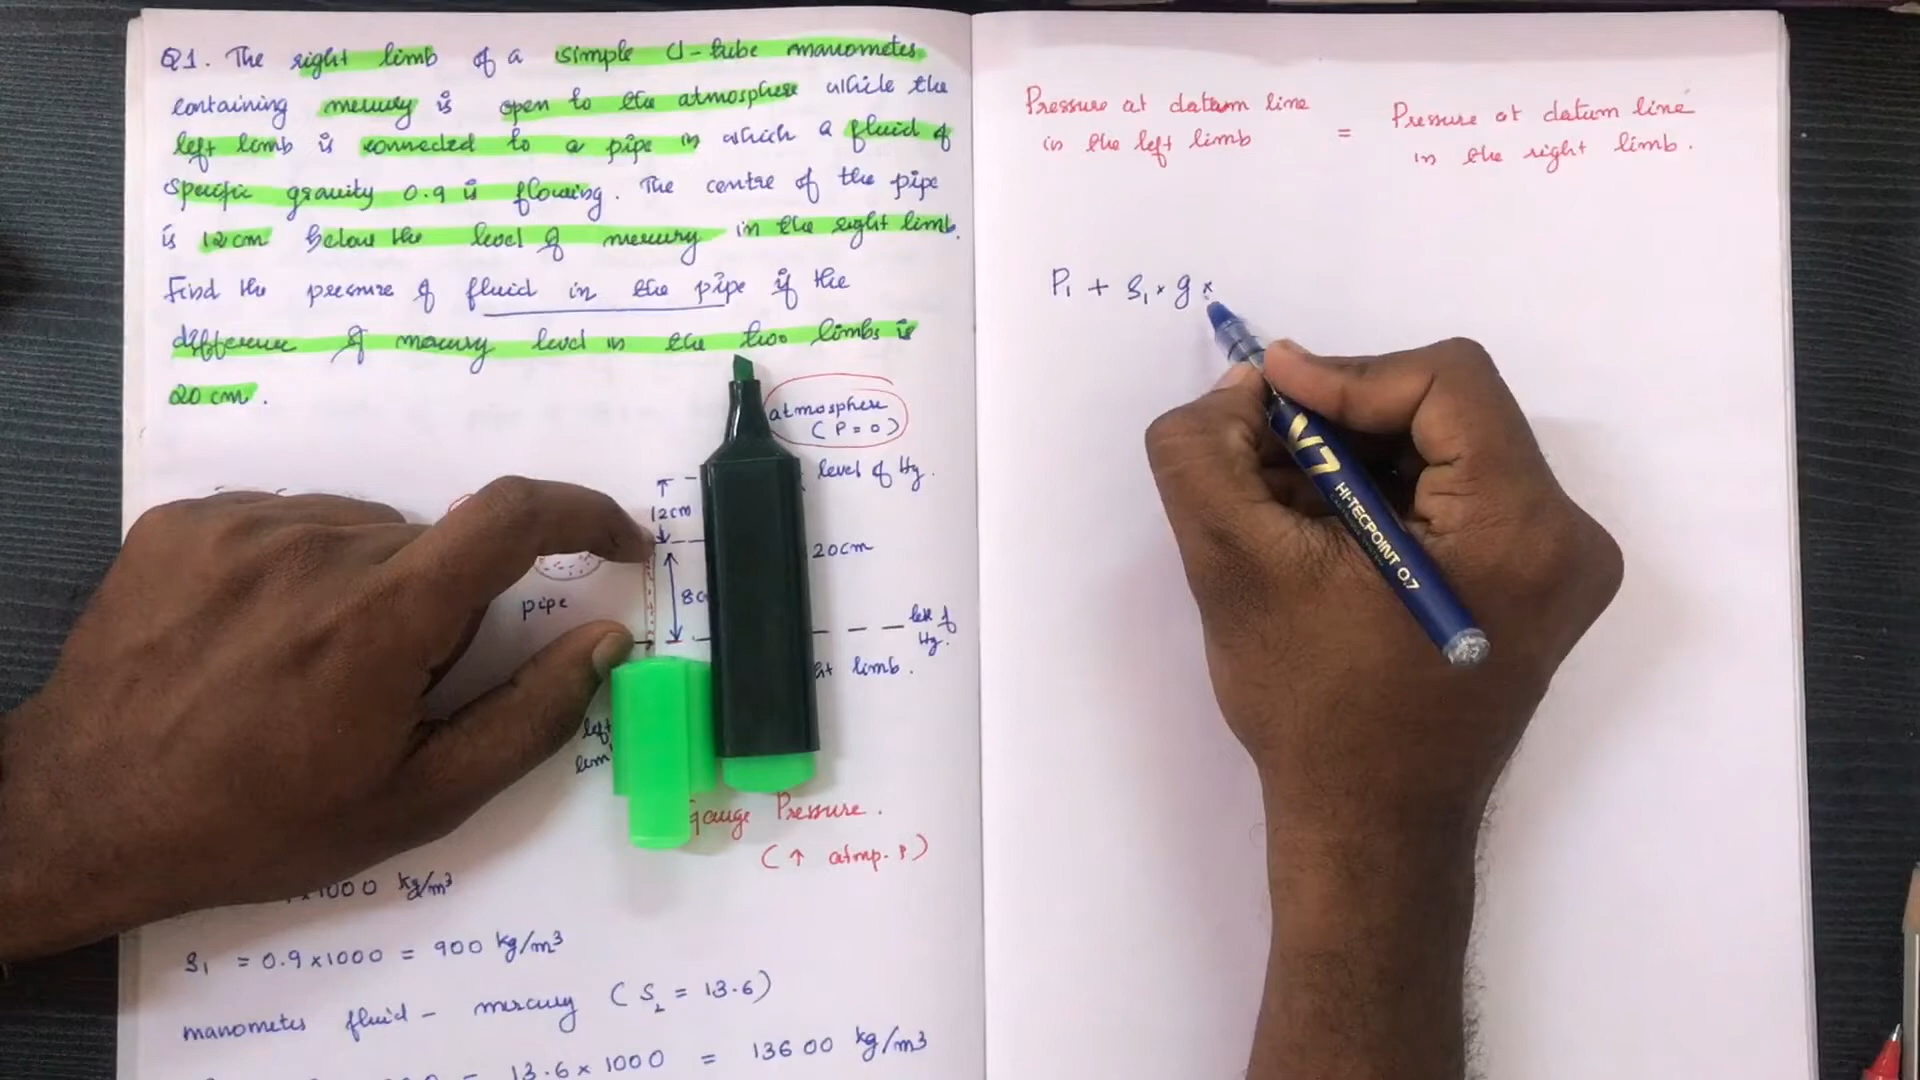 Q1. The right limb of a simple U-tube manometer
containing mercury is open to the atmosphere while the
left limb is connected to a pipe in which a fluid of
specific gravity 0.9 is flowing. The centre of the pipe
is 12cm below the level of mercury in the right limb.
Find the pressure of fluid in the pipe if the
difference of mercury level in the two limbs is
20 cm.
atmosphere
(P = 0)
level of Hg.
12cm
20cm
pipe
Hg.
limb.
left
Gauge Pressure.
(↑ atmp. P)
x1000 kg/m³
ρ₁ = 0.9 x 1000 = 900 kg/m³
manometer fluid - mercury (S₂ = 13.6)
= 13.6 x 1000 = 13600 kg/m³
Pressure at datum line = Pressure at datum line
in the left limb in the right limb.
P₁ + ρ₁ × g ×
V7
HI-TECPOINT 0.7